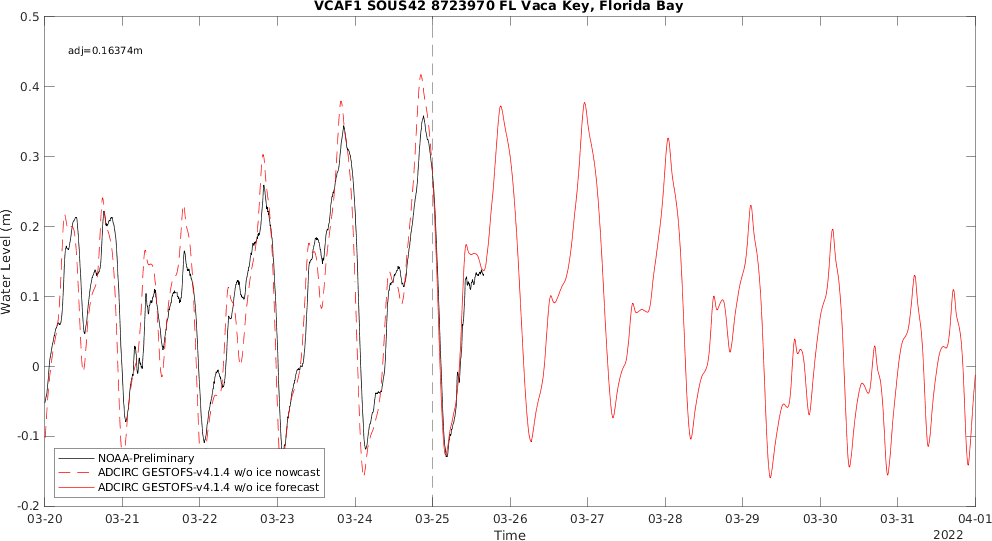 VCAF1 SOUS42 8723970 FL Vaca Key, Florida Bay
adj=0.16374m
0.5
0.4
0.3
0.2
0.1
0
-0.1
-0.2
Water Level (m)
NOAA-Preliminary
ADCIRC GESTOFS-v4.1.4 w/o ice nowcast
ADCIRC GESTOFS-v4.1.4 w/o ice forecast
03-20 03-21 03-22 03-23 03-24 03-25 03-26 03-27 03-28 03-29 03-30 03-31 04-01
Time
2022